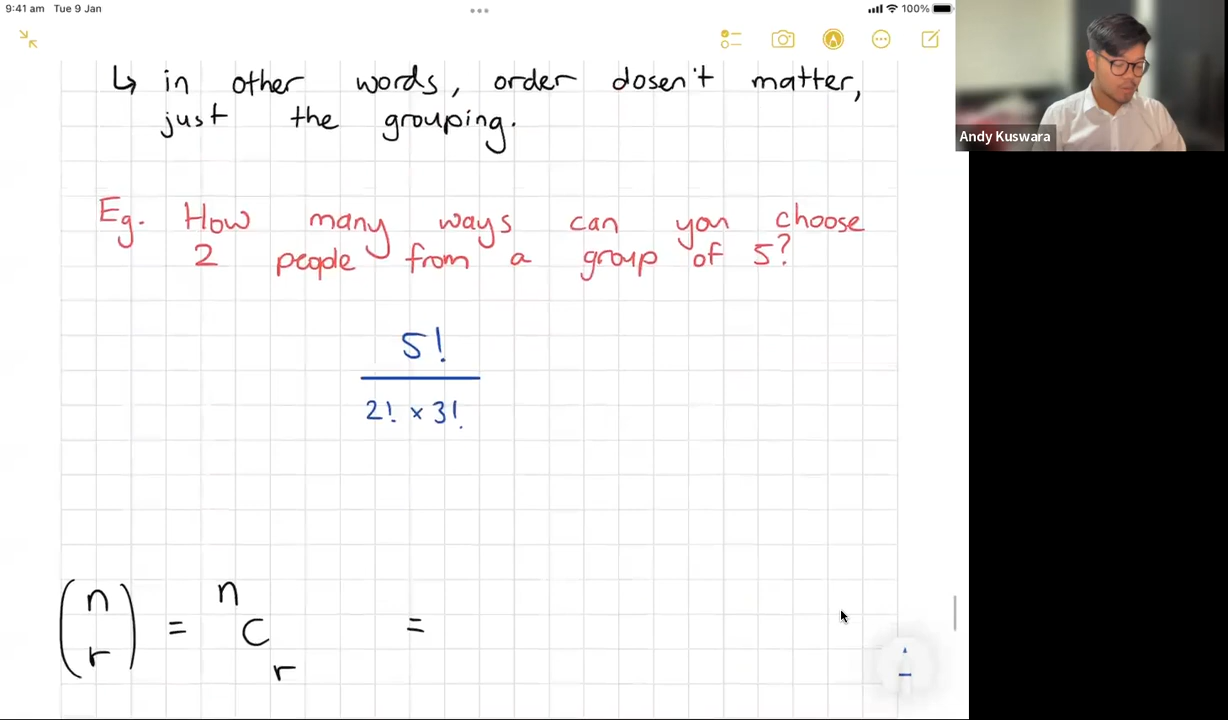 9:41 am Tue 9 Jan
100%
↳ in other words, order dosen't matter,
just the grouping.
Andy Kuswara
Eg. How many ways can you choose
2 people from a group of 5?
5!
2! × 3!
(n r) = n C r =